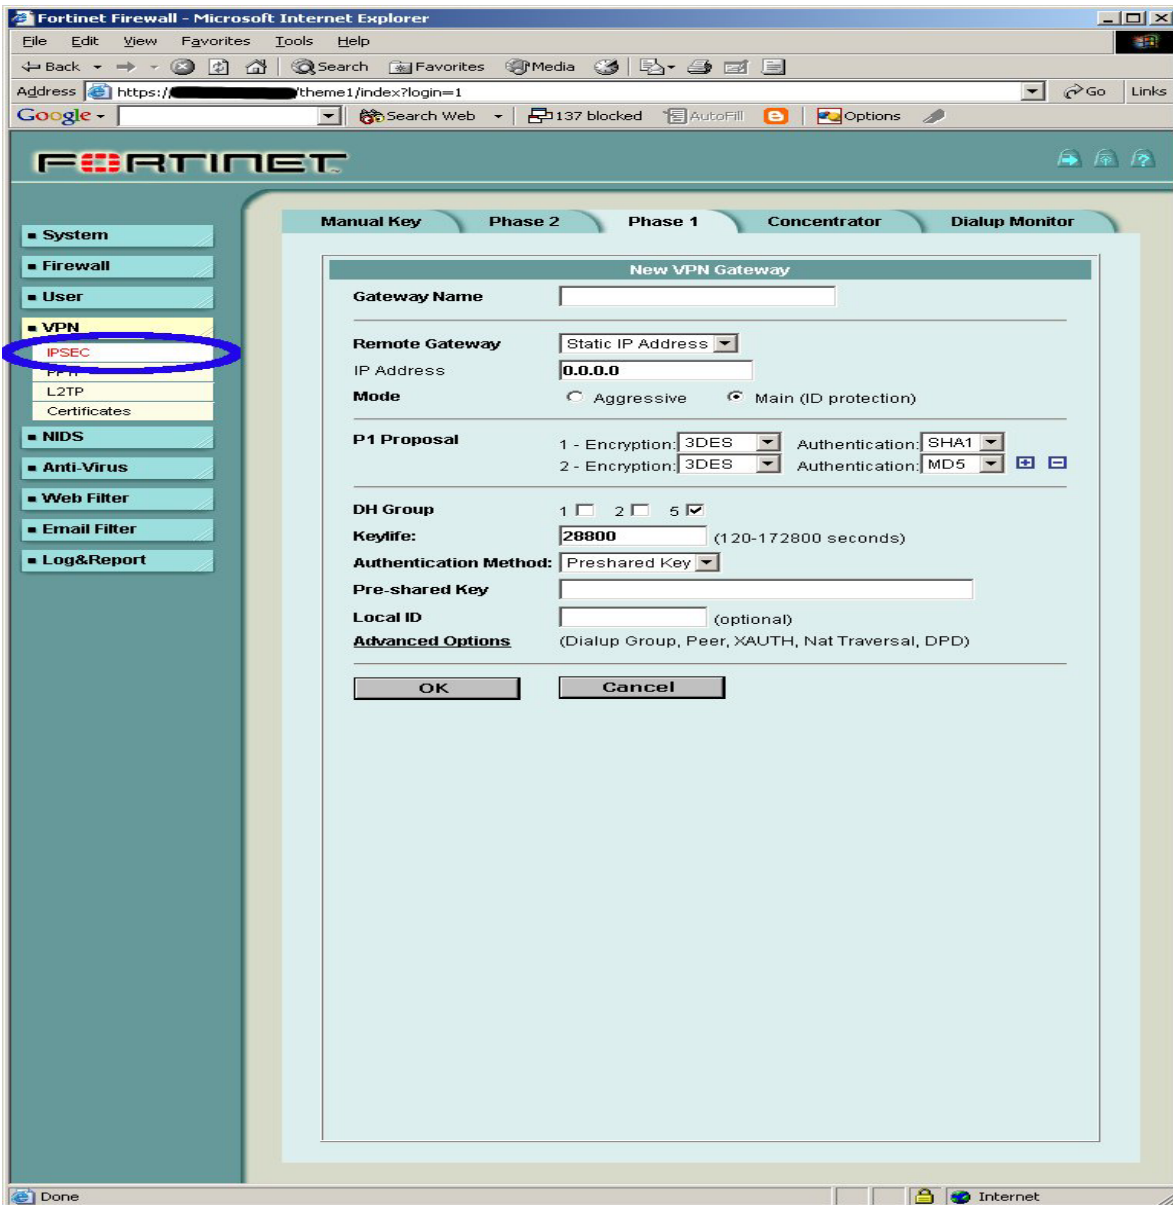 Fortinet Firewall - Microsoft Internet Explorer
File Edit View Favorites Tools Help
Back Search Favorites Media
Address https:// /theme1/index?login=1 Go Links
Google Search Web 137 blocked AutoFill Options
FORTINET
Manual Key Phase 2 Phase 1 Concentrator Dialup Monitor
System
Firewall
User
VPN
IPSEC
L2TP
Certificates
NIDS
Anti-Virus
Web Filter
Email Filter
Log&Report
New VPN Gateway
Gateway Name
Remote Gateway Static IP Address
IP Address 0.0.0.0
Mode Aggressive Main (ID protection)
P1 Proposal 1 - Encryption: 3DES Authentication: SHA1
2 - Encryption: 3DES Authentication: MD5
DH Group 1 2 5
Keylife: 28800 (120-172800 seconds)
Authentication Method: Preshared Key
Pre-shared Key
Local ID (optional)
Advanced Options (Dialup Group, Peer, XAUTH, Nat Traversal, DPD)
OK Cancel
Done Internet